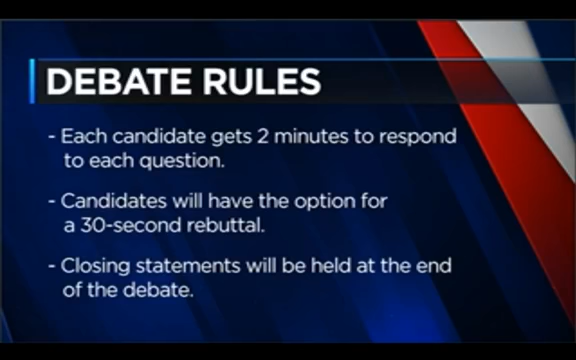 DEBATE RULES
- Each candidate gets 2 minutes to respond
to each question.
- Candidates will have the option for
a 30-second rebuttal.
- Closing statements will be held at the end
of the debate.